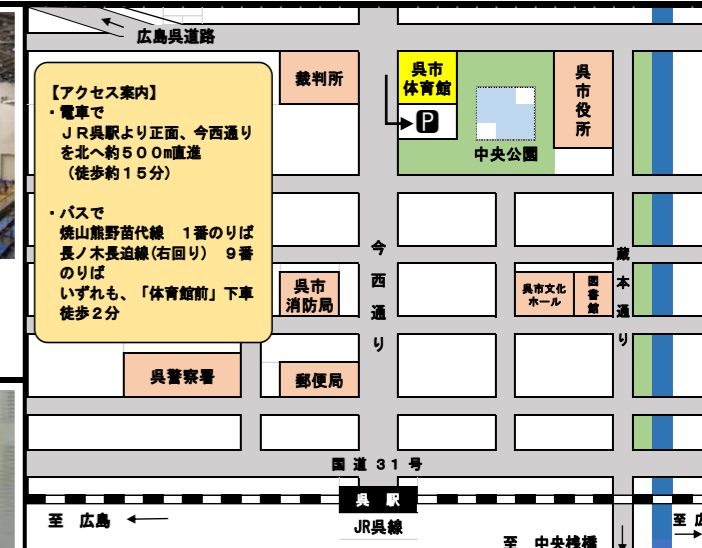 広島呉道路
【アクセス案内】
・電車で
ＪＲ呉駅より正面、今西通り
を北へ約５００ｍ直進
(徒歩約１５分)
・バスで
焼山熊野苗代線　１番のりば
長ノ木長迫線(右回り)　９番
のりば
いずれも、「体育館前」下車
徒歩２分
裁判所
呉市
体育館
P
中央公園
呉市役所
今西通り
蔵本通り
呉市
消防局
呉市文化
ホール
図書館
呉警察署
郵便局
国道31号
呉駅
JR呉線
至 広島
至 中央桟橋
至